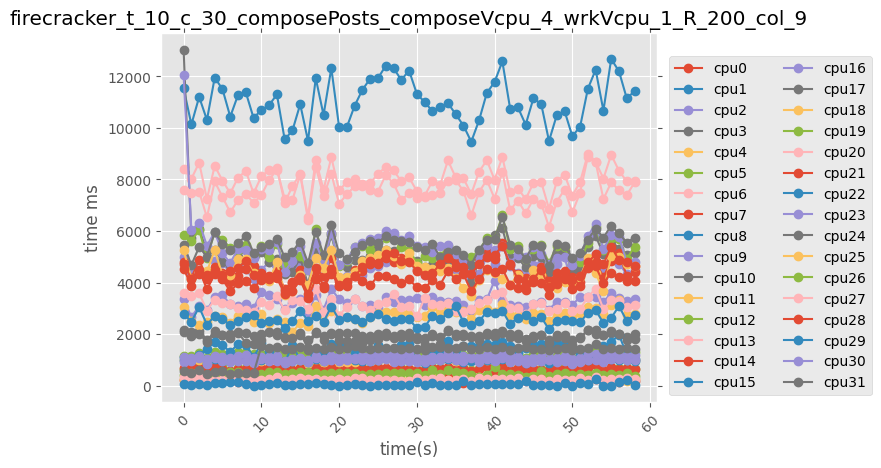 firecracker_t_10_c_30_composePosts_composeVcpu_4_wrkVcpu_1_R_200_col_9
time ms
12000
10000
8000
6000
4000
2000
0
0
10
20
30
40
50
60
time(s)
cpu0
cpu1
cpu2
cpu3
cpu4
cpu5
cpu6
cpu7
cpu8
cpu9
cpu10
cpu11
cpu12
cpu13
cpu14
cpu15
cpu16
cpu17
cpu18
cpu19
cpu20
cpu21
cpu22
cpu23
cpu24
cpu25
cpu26
cpu27
cpu28
cpu29
cpu30
cpu31